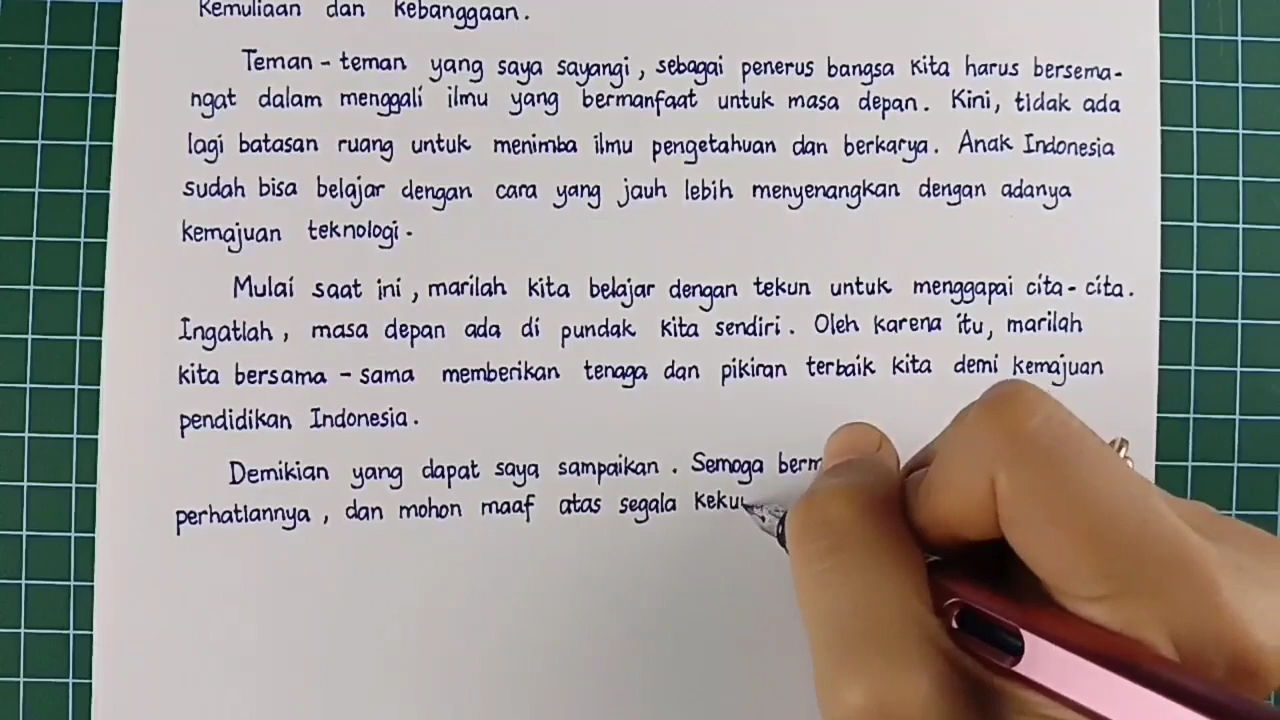 Kemuliaan dan kebanggaan.
Teman - teman yang saya sayangi, sebagai penerus bangsa kita harus bersema-
ngat dalam menggali ilmu yang bermanfaat untuk masa depan. Kini, tidak ada
lagi batasan ruang untuk menimba ilmu pengetahuan dan berkarya. Anak Indonesia
sudah bisa belajar dengan cara yang jauh lebih menyenangkan dengan adanya
kemajuan teknologi.
Mulai saat ini, marilah kita belajar dengan tekun untuk menggapai cita-cita.
Ingatlah, masa depan ada di pundak kita sendiri. Oleh karena itu, marilah
kita bersama - sama memberikan tenaga dan pikiran terbaik kita demi kemajuan
pendidikan Indonesia.
Demikian yang dapat saya sampaikan. Semoga
perhatiannya, dan mohon maaf atas segala